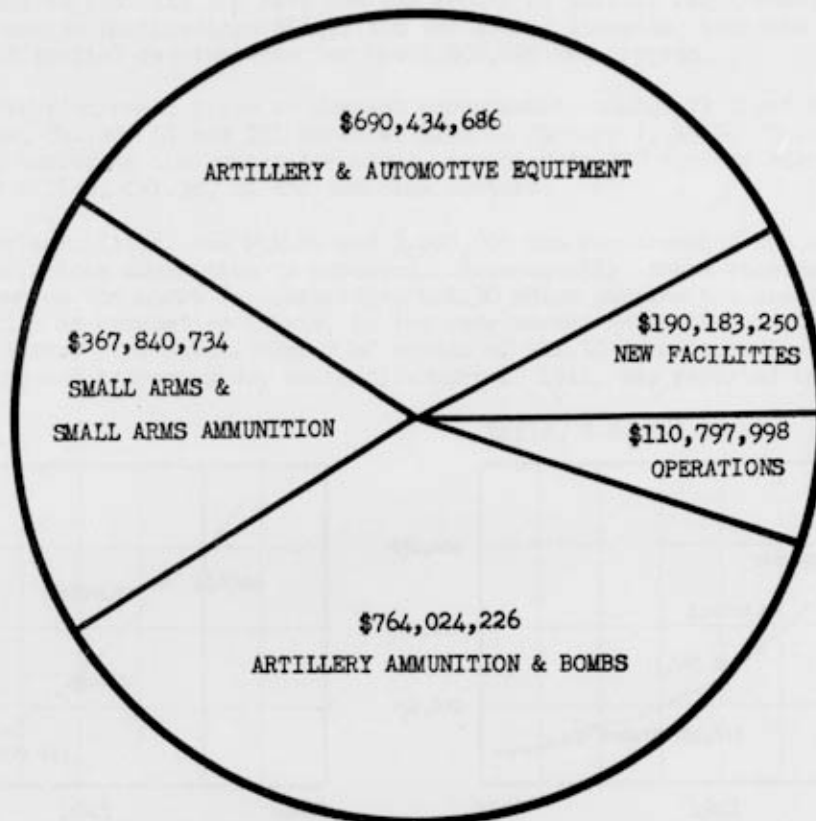 $690,434,686
ARTILLERY & AUTOMOTIVE EQUIPMENT
$190,183,250
NEW FACILITIES
$367,840,734
SMALL ARMS &
SMALL ARMS AMMUNITION
$110,797,998
OPERATIONS
$764,024,226
ARTILLERY AMMUNITION & BOMBS